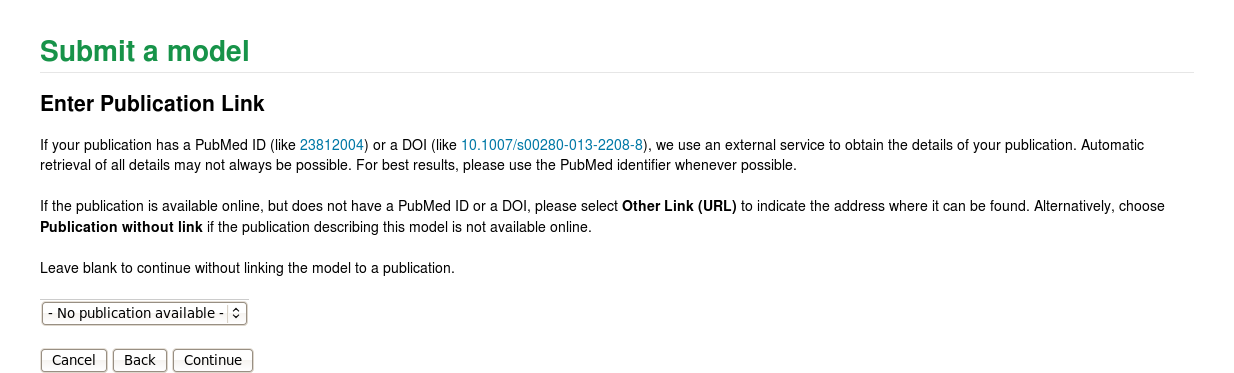 Submit a model
Enter Publication Link
If your publication has a PubMed ID (like 23812004) or a DOI (like 10.1007/s00280-013-2208-8), we use an external service to obtain the details of your publication. Automatic
retrieval of all details may not always be possible. For best results, please use the PubMed identifier whenever possible.
If the publication is available online, but does not have a PubMed ID or a DOI, please select Other Link (URL) to indicate the address where it can be found. Alternatively, choose
Publication without link if the publication describing this model is not available online.
Leave blank to continue without linking the model to a publication.
- No publication available -
Cancel Back Continue